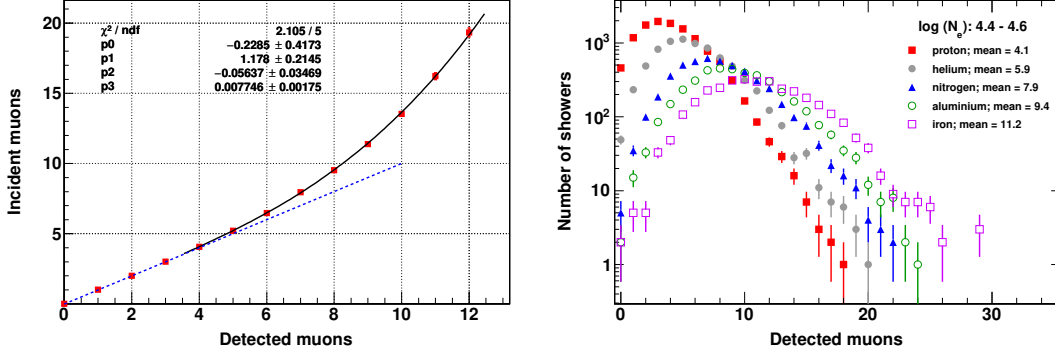 20
15
10
5
0 2 4 6 8 10 12
Incident muons
Detected muons
χ² / ndf 2.105 / 5
p0 −0.2285 ± 0.4173
p1 1.178 ± 0.2145
p2 −0.05637 ± 0.03469
p3 0.007746 ± 0.00175
10³
10²
10
1
0 10 20 30
Number of showers
Detected muons
log (Nₑ): 4.4 - 4.6
proton; mean = 4.1
helium; mean = 5.9
nitrogen; mean = 7.9
aluminium; mean = 9.4
iron; mean = 11.2